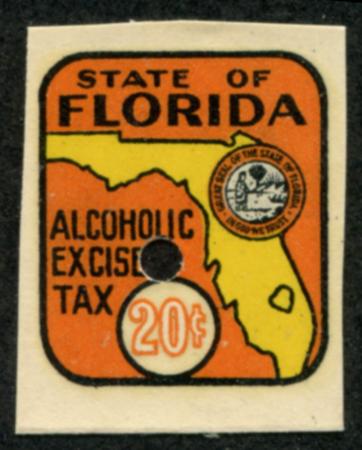 STATE OF
FLORIDA
GREAT SEAL OF THE STATE OF FLORIDA
IN GOD WE TRUST
ALCOHOLIC
EXCISE
TAX
20¢